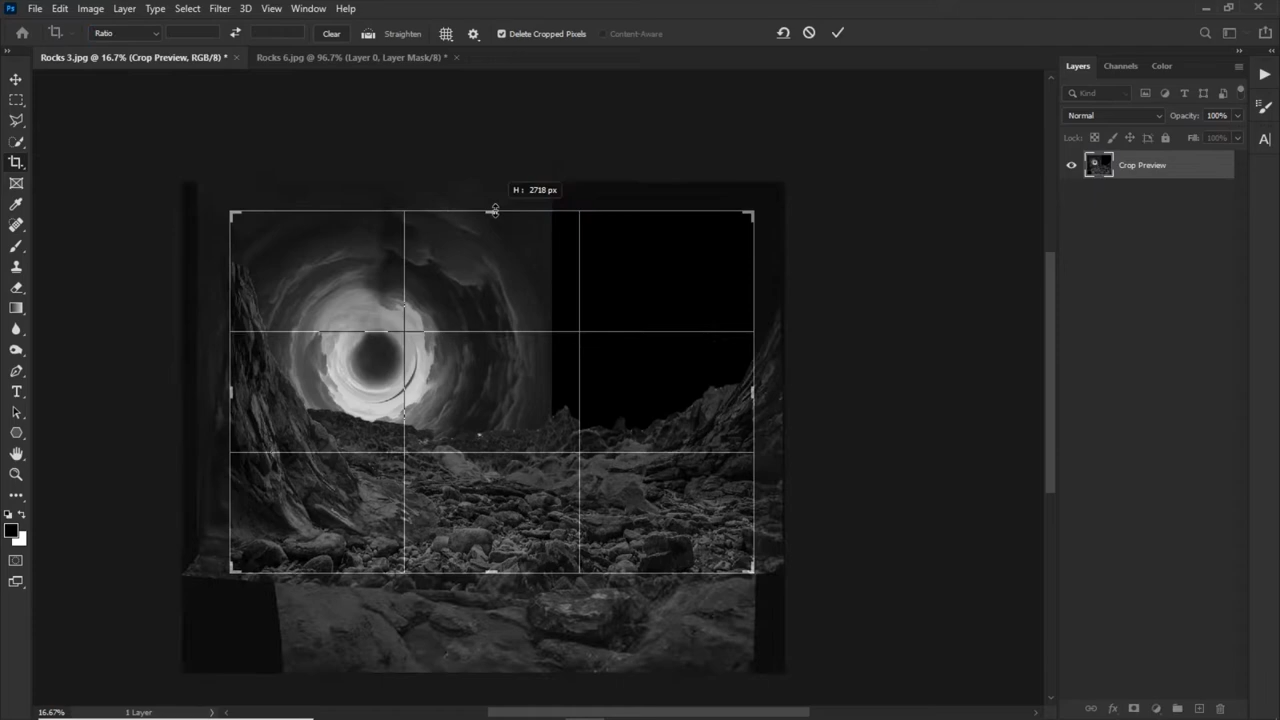 Ps File Edit Image Layer Type Select Filter 3D View Window Help
Ratio Clear Straighten Delete Cropped Pixels Content-Aware
Rocks 3.jpg @ 16.7% (Crop Preview, RGB/8) * × Rocks 6.jpg @ 96.7% (Layer 0, Layer Mask/8) * ×
Layers Channels Color
Kind
Normal Opacity: 100%
Lock: Fill: 100%
Crop Preview
H : 2718 px
16.67% 1 Layer